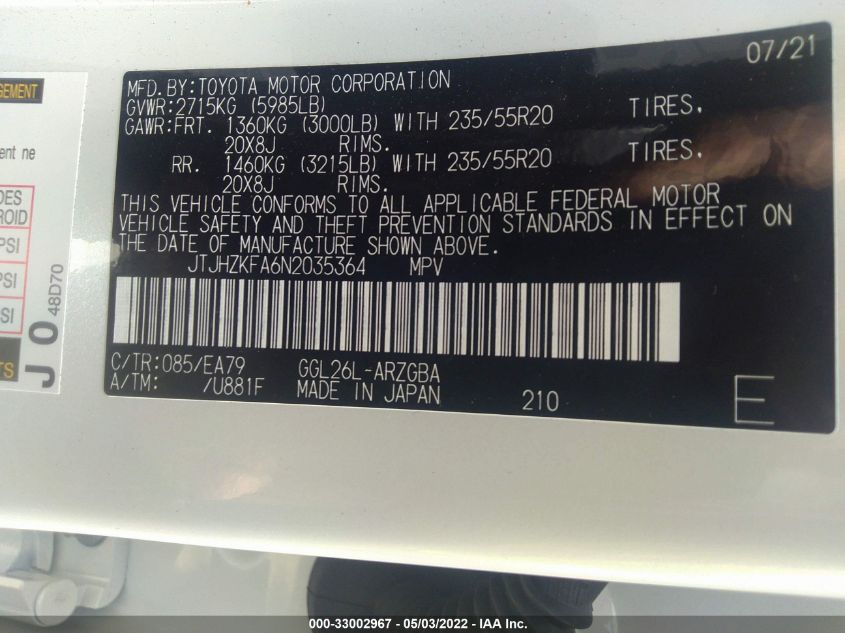 07/21
MFD.BY:TOYOTA MOTOR CORPORATION
GVWR:2715KG (5985LB)
GAWR:FRT. 1360KG (3000LB) WITH 235/55R20 TIRES,
20X8J RIMS.
RR. 1460KG (3215LB) WITH 235/55R20 TIRES,
20X8J RIMS.
THIS VEHICLE CONFORMS TO ALL APPLICABLE FEDERAL MOTOR
VEHICLE SAFETY AND THEFT PREVENTION STANDARDS IN EFFECT ON
THE DATE OF MANUFACTURE SHOWN ABOVE.
JTJHZKFA6N2035364 MPV
C/TR:085/EA79 GGL26L-ARZGBA
A/TM: /U881F MADE IN JAPAN 210 E
ent ne
PSI
PSI
SI
J 0 48D70
000-33002967 - 05/03/2022 - IAA Inc.